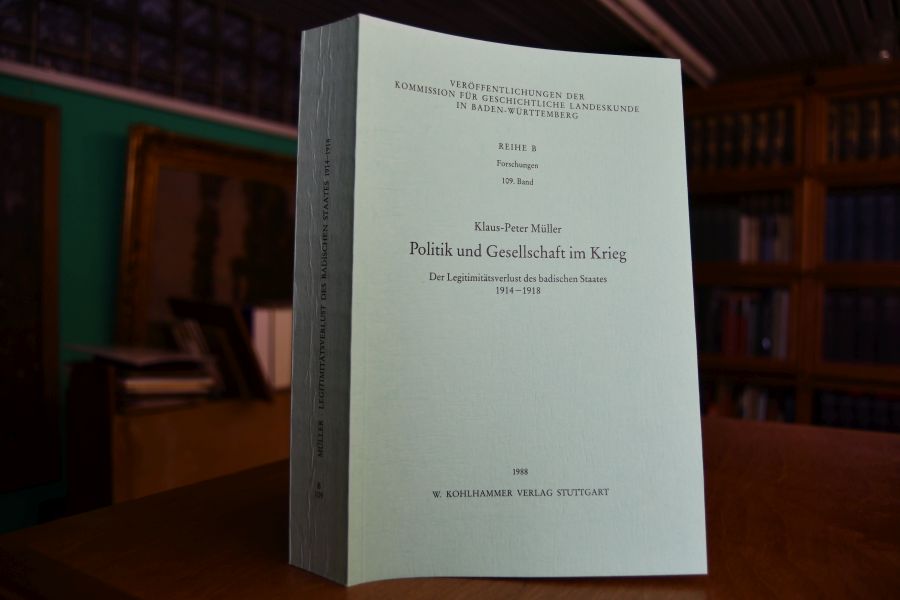 VERÖFFENTLICHUNGEN DER
KOMMISSION FÜR GESCHICHTLICHE LANDESKUNDE
IN BADEN-WÜRTTEMBERG
REIHE B
Forschungen
109. Band
Klaus-Peter Müller
Politik und Gesellschaft im Krieg
Der Legitimitätsverlust des badischen Staates
1914–1918
1988
W. KOHLHAMMER VERLAG STUTTGART
MÜLLER LEGITIMITÄTSVERLUST DES BADISCHEN STAATES 1914–1918
B
109